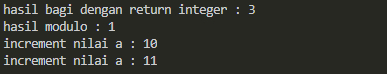 hasil bagi dengan return integer : 3
hasil modulo : 1
increment nilai a : 10
increment nilai a : 11